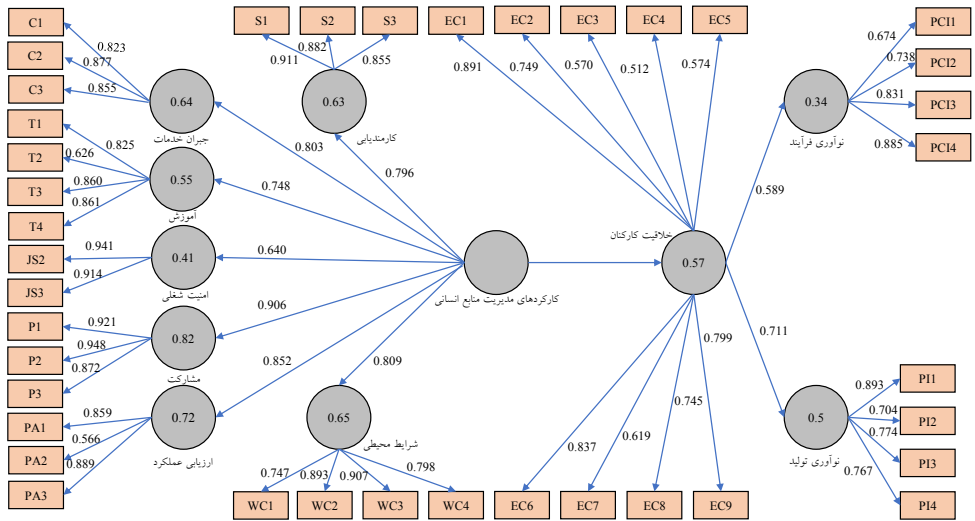 C1
C2
C3
0.823
0.877
0.855
0.64
جبران خدمات
T1
T2
T3
T4
0.825
0.626
0.860
0.861
0.55
آموزش
JS2
JS3
0.941
0.914
0.41
امنیت شغلی
P1
P2
P3
0.921
0.948
0.872
0.82
مشارکت
PA1
PA2
PA3
0.859
0.566
0.889
0.72
ارزیابی عملکرد
S1
S2
S3
0.911
0.882
0.855
0.63
کارمندیابی
0.803
0.796
0.748
0.640
0.906
0.852
0.809
کارکردهای مدیریت منابع انسانی
0.65
شرایط محیطی
0.747
0.893
0.907
0.798
WC1
WC2
WC3
WC4
EC1
EC2
EC3
EC4
EC5
0.891
0.749
0.570
0.512
0.574
خلاقیت کارکنان
0.57
0.837
0.619
0.745
0.799
EC6
EC7
EC8
EC9
0.589
0.711
0.34
نوآوری فرآیند
0.674
0.738
0.831
0.885
PCI1
PCI2
PCI3
PCI4
0.5
نوآوری تولید
0.893
0.704
0.774
0.767
PI1
PI2
PI3
PI4